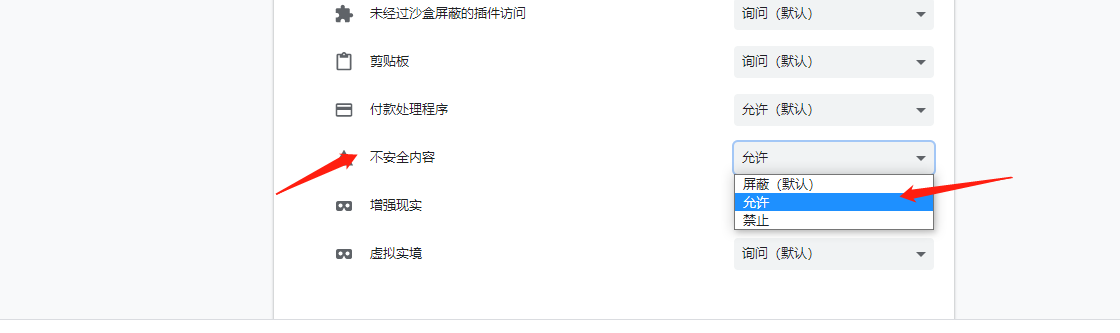 未经过沙盒屏蔽的插件访问 询问（默认）
剪贴板 询问（默认）
付款处理程序 允许（默认）
不安全内容 允许
屏蔽（默认）
允许
增强现实
禁止
虚拟实境 询问（默认）